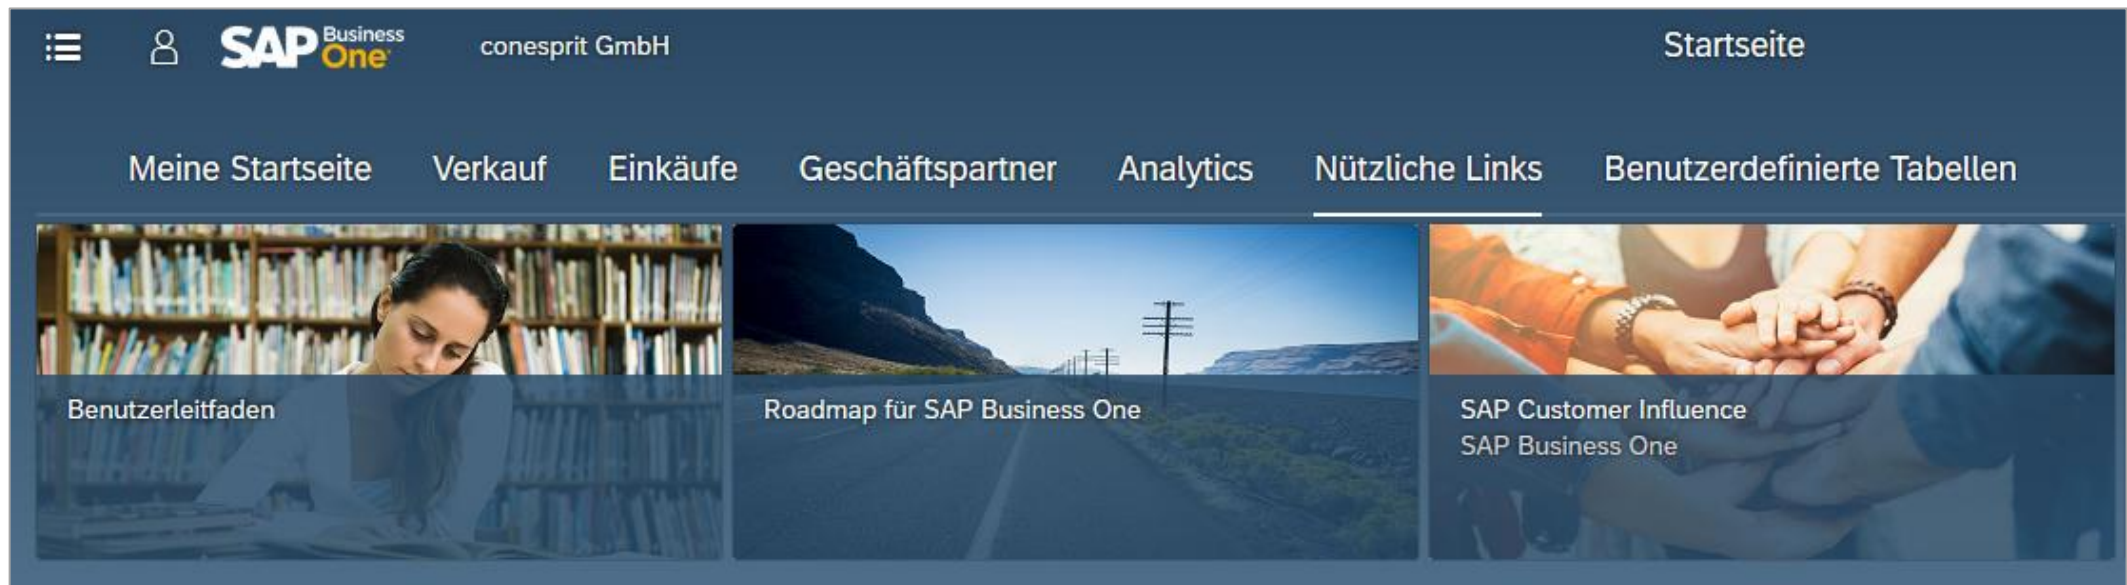 SAP Business One
conesprit GmbH
Startseite
Meine Startseite Verkauf Einkäufe Geschäftspartner Analytics Nützliche Links Benutzerdefinierte Tabellen
Benutzerleitfaden
Roadmap für SAP Business One
SAP Customer Influence
SAP Business One